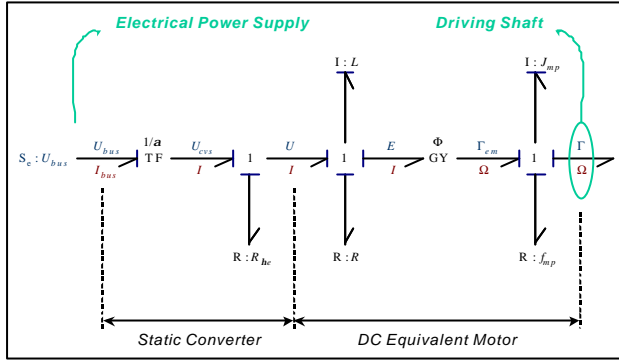 Electrical Power Supply Driving Shaft
I : L I : J_mp
1/a Φ
U_bus U_cvs U E Γ_em Γ
S_e : U_bus TF 1 1 GY 1
I_bus I I I Ω Ω
R : R_he R : R R : f_mp
Static Converter DC Equivalent Motor